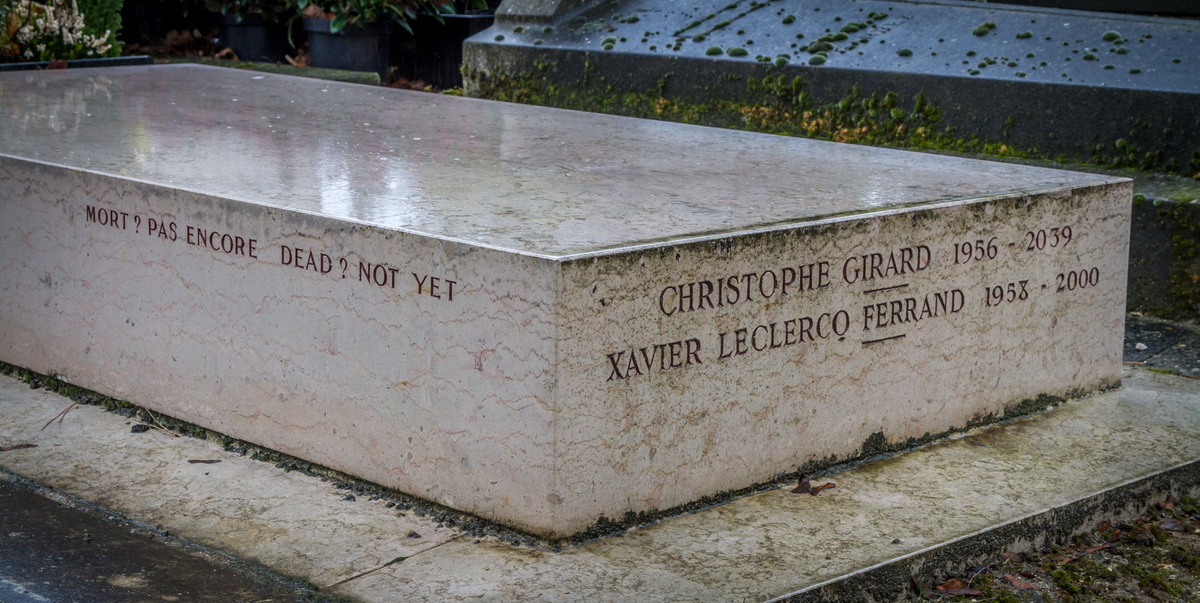 MORT ? PAS ENCORE DEAD ? NOT YET
CHRISTOPHE GIRARD 1956 - 2039
XAVIER LECLERCQ FERRAND 1958 - 2000